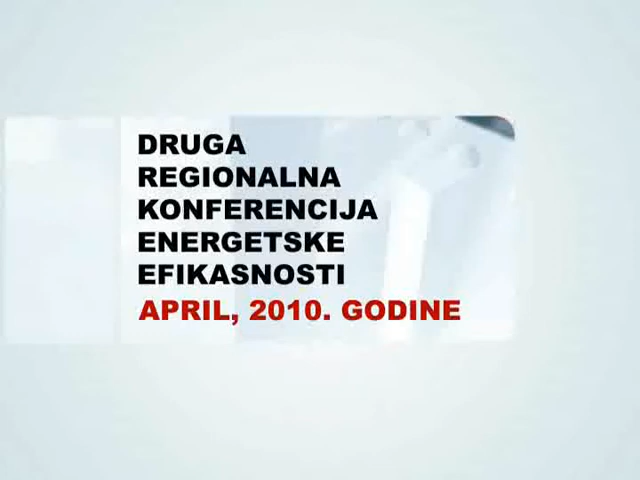 DRUGA
REGIONALNA
KONFERENCIJA
ENERGETSKE
EFIKASNOSTI
APRIL, 2010. GODINE